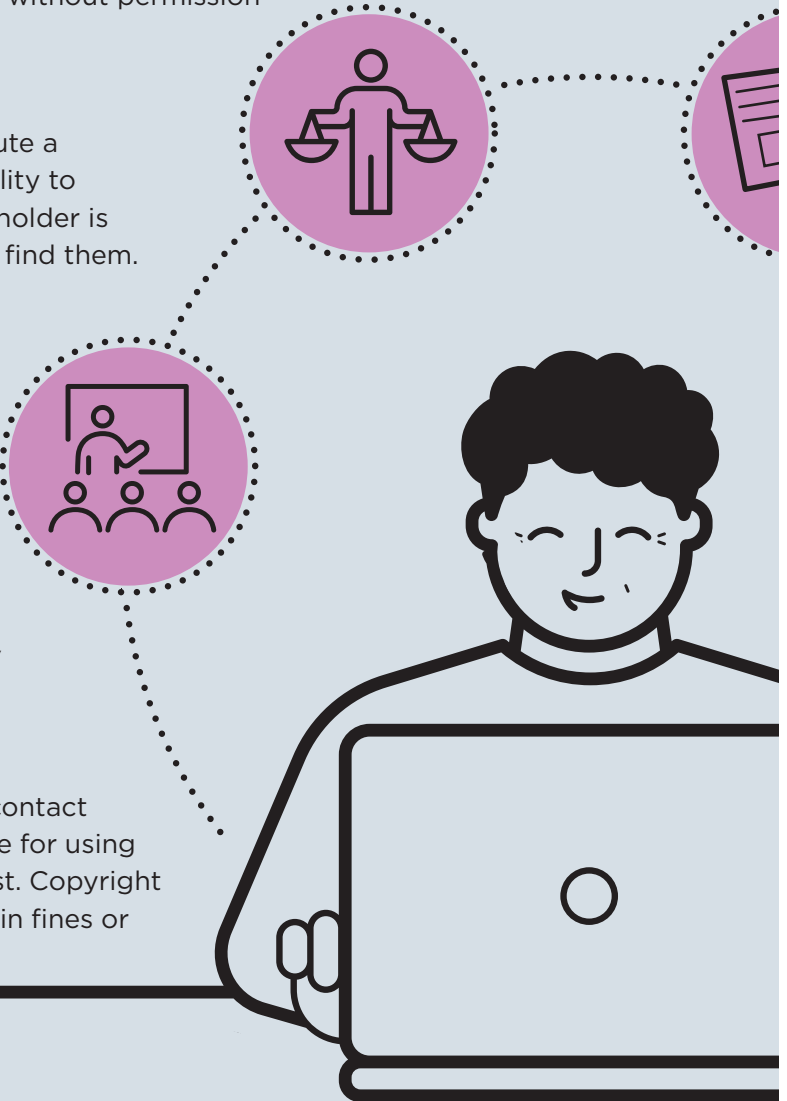 without permission
ute a
lity to
holder is
find them.
contact
e for using
st. Copyright
in fines or